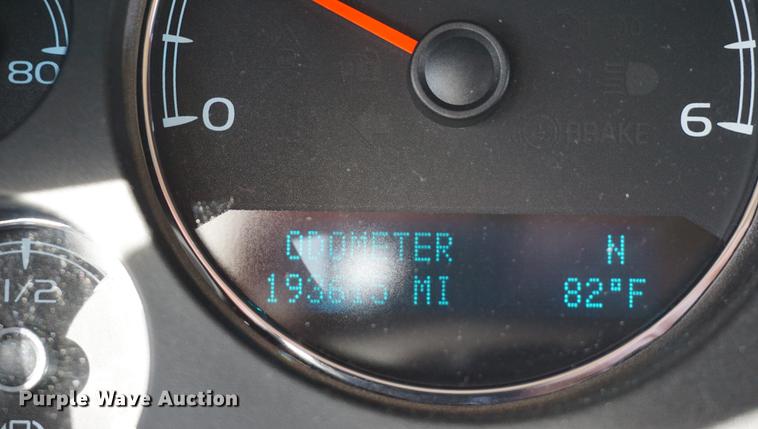 80
0
6
BRAKE
ODOMETER N
MI 82°F
1/2
Purple Wave Auction